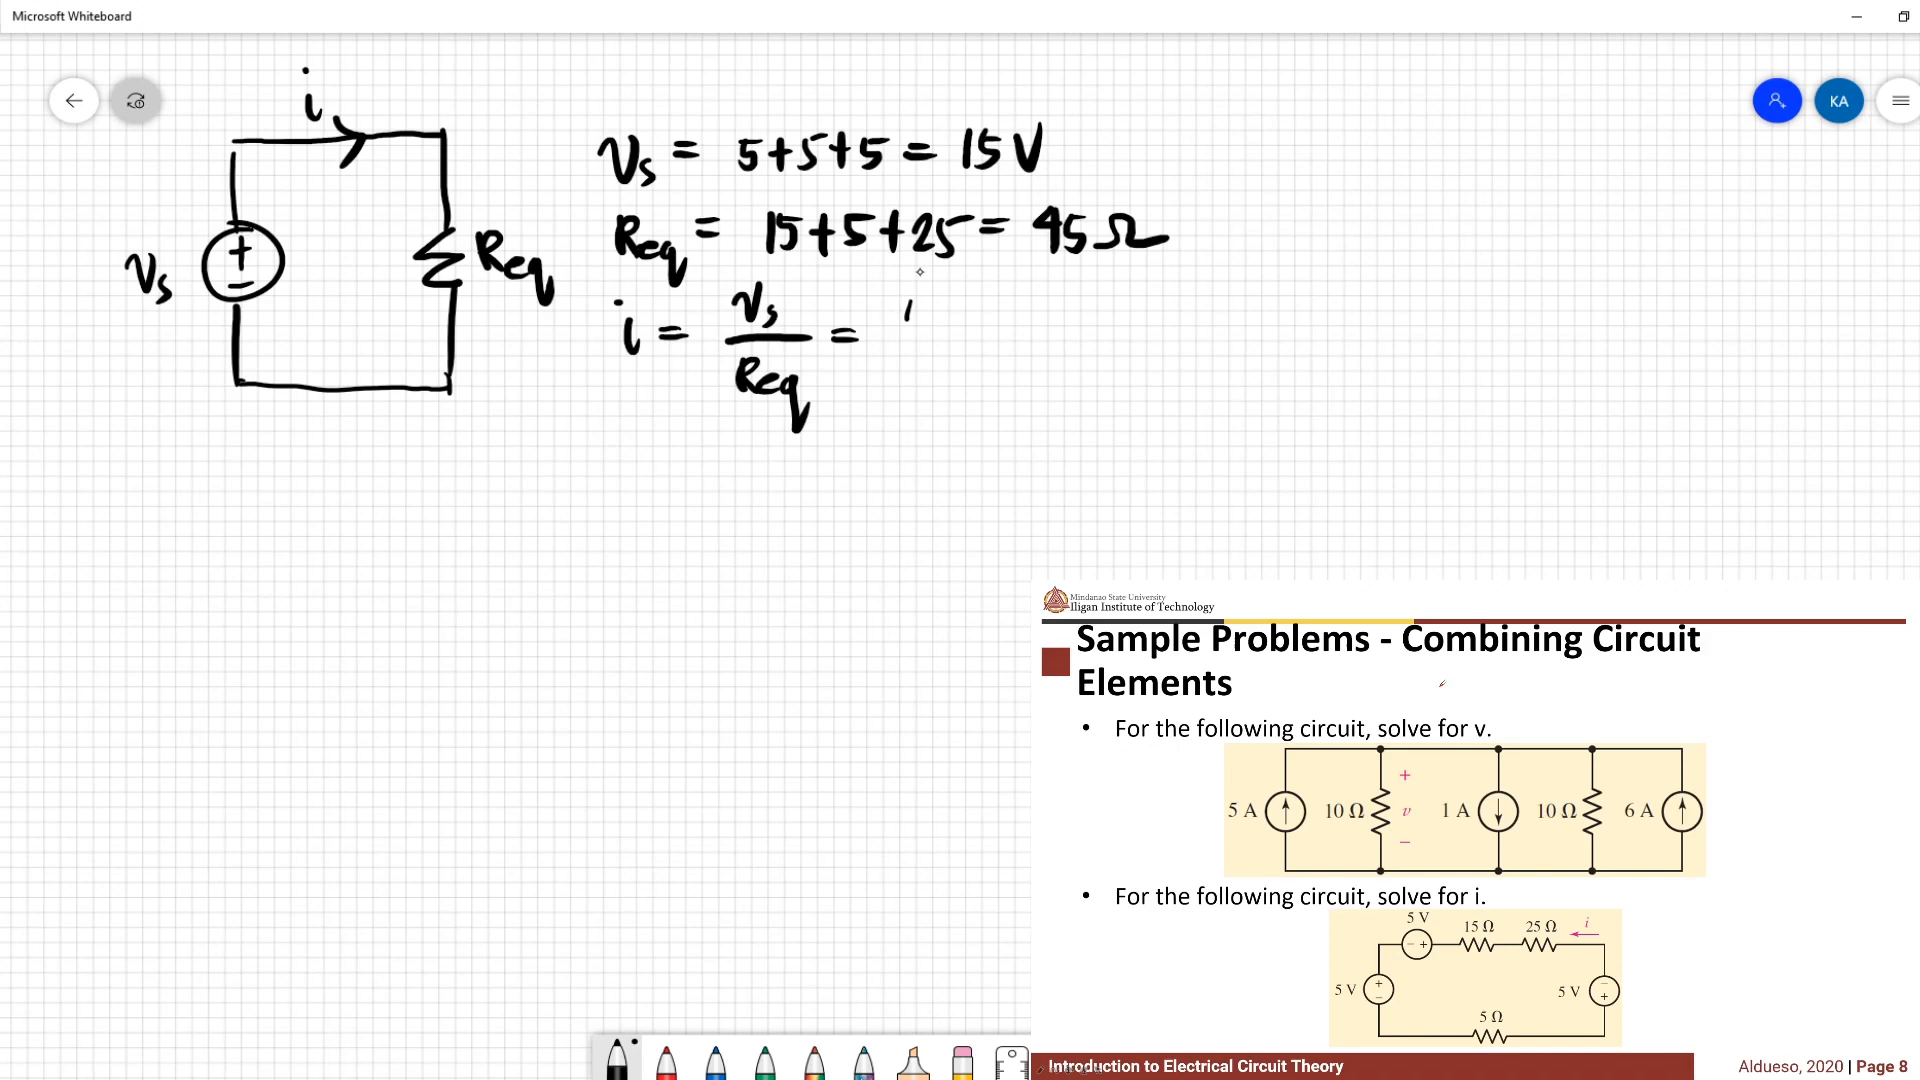 Microsoft Whiteboard
KA
i
Vs
+
−
Req
Vs = 5+5+5 = 15 V
Req = 15+5+25 = 45 Ω
i = Vs / Req =
Mindanao State University
Iligan Institute of Technology
Sample Problems - Combining Circuit
Elements
• For the following circuit, solve for v.
5 A 10 Ω + v − 1 A 10 Ω 6 A
• For the following circuit, solve for i.
5 V 15 Ω 25 Ω i
− +
5 V + −
5 V − +
5 Ω
Introduction to Electrical Circuit Theory
Aldueso, 2020 | Page 8